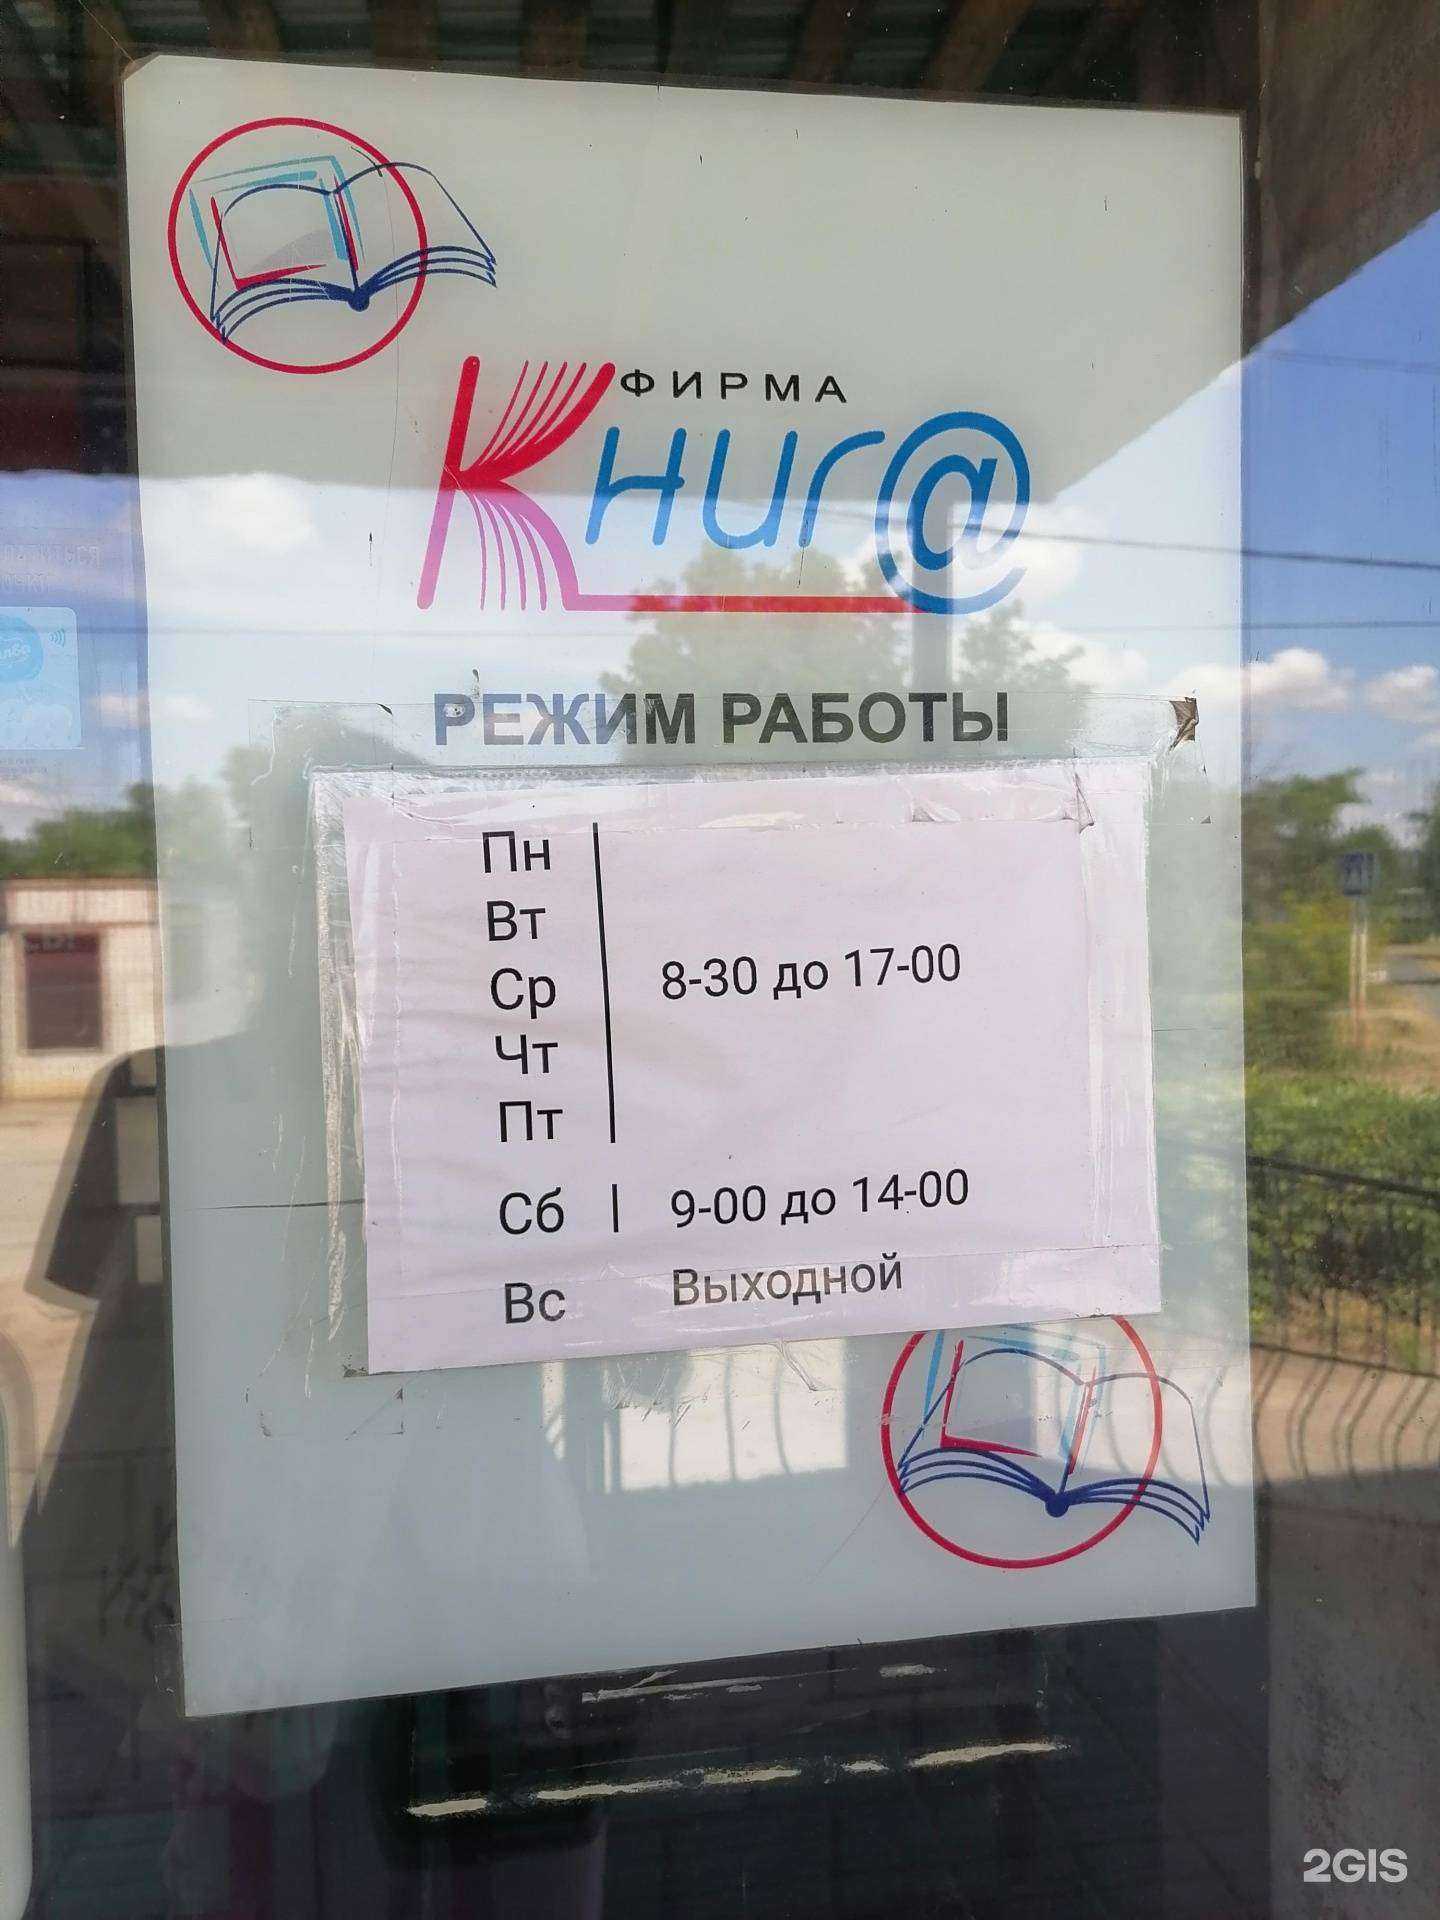 ФИРМА
Книг@
РЕЖИМ РАБОТЫ
Пн
Вт
Ср 8-30 до 17-00
Чт
Пт
Сб 9-00 до 14-00
Вс Выходной
2GIS